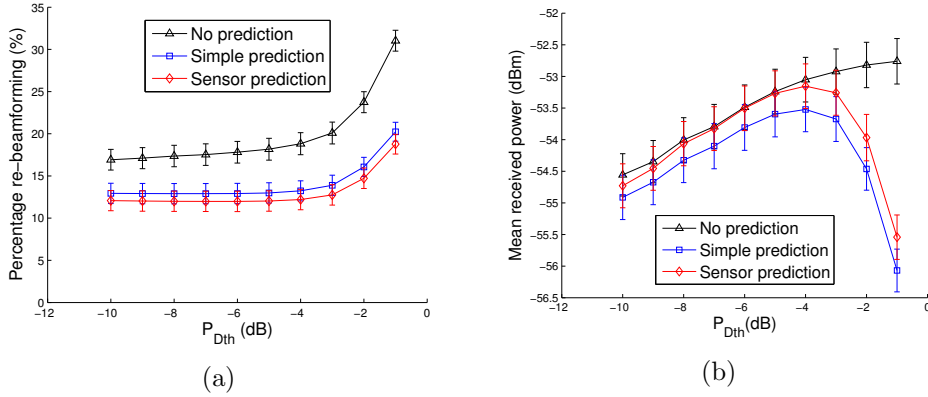 Percentage re−beamforming (%)
35
30
25
20
15
10
5
0
−12
−10
−8
−6
−4
−2
0
P_Dth (dB)
No prediction
Simple prediction
Sensor prediction
(a)
Mean received power (dBm)
−52
−52.5
−53
−53.5
−54
−54.5
−55
−55.5
−56
−56.5
−12
−10
−8
−6
−4
−2
0
P_Dth (dB)
No prediction
Simple prediction
Sensor prediction
(b)